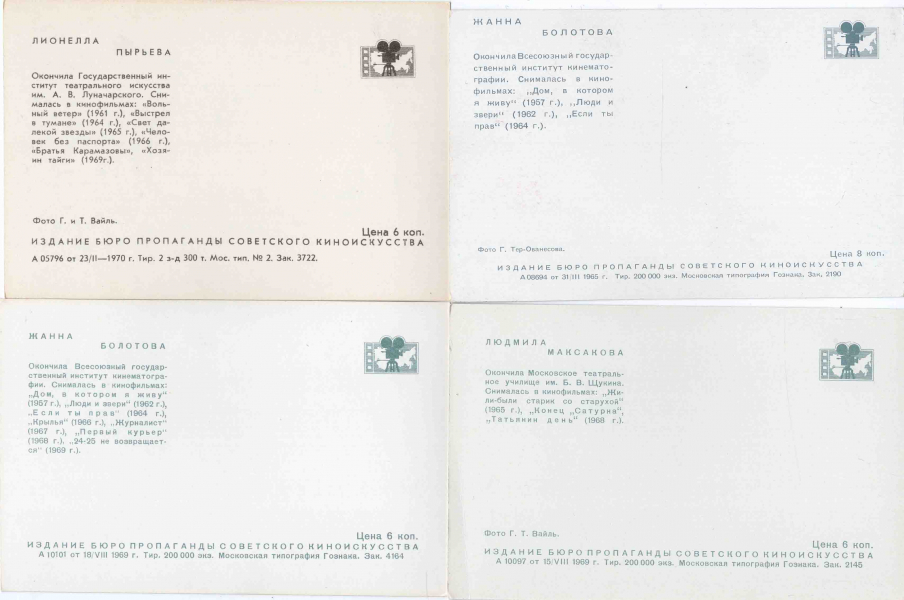 ЛИОНЕЛЛА
ПЫРЬЕВА
Окончила Государственный ин-
ститут театрального искусства
им. А. В. Луначарского. Сни-
малась в кинофильмах: «Воль-
ный ветер» (1961 г.), «Выстрел
в тумане» (1964 г.), «Свет да-
лекой звезды» (1965 г.), «Чело-
век без паспорта» (1966 г.),
«Братья Карамазовы», «Хозя-
ин тайги» (1969г.).
Фото Г. и Т. Вайль.
Цена 6 коп.
ИЗДАНИЕ БЮРО ПРОПАГАНДЫ СОВЕТСКОГО КИНОИСКУССТВА
А 05796 от 23/II—1970 г. Тир. 2 з-д 300 т. Мос. тип. № 2. Зак. 3722.
ЖАННА
БОЛОТОВА
Окончила Всесоюзный государ-
ственный институт кинемато-
графии. Снималась в кино-
фильмах: „Дом, в котором
я живу" (1957 г.), „Люди и
звери" (1962 г.), „Если ты
прав" (1964 г.).
Фото Г. Тер-Ованесова.
Цена 8 коп.
ИЗДАНИЕ БЮРО ПРОПАГАНДЫ СОВЕТСКОГО КИНОИСКУССТВА
А 08694 от 31/III 1965 г. Тир. 200 000 экз. Московская типография Гознака. Зак. 2190
ЖАННА
БОЛОТОВА
Окончила Всесоюзный государ-
ственный институт кинематогра-
фии. Снималась в кинофильмах:
„Дом, в котором я живу"
(1957 г.), „Люди и звери" (1962 г.),
„Если ты прав" (1964 г.),
„Крылья" (1966 г.), „Журналист"
(1967 г.), „Первый курьер"
(1968 г.). „24-25 не возвращает-
ся" (1969 г.).
Цена 6 коп.
ИЗДАНИЕ БЮРО ПРОПАГАНДЫ СОВЕТСКОГО КИНОИСКУССТВА
А 10101 от 18/VIII 1969 г. Тир. 200 000 экз. Московская типография Гознака. Зак. 4164
ЛЮДМИЛА
МАКСАКОВА
Окончила Московское театраль-
ное училище им. Б. В. Щукина.
Снималась в кинофильмах: „Жи-
ли-были старик со старухой"
(1965 г.), „Конец „Сатурна",
„Татьянин день" (1968 г.).
Фото Г. Т. Вайль.
Цена 6 коп.
ИЗДАНИЕ БЮРО ПРОПАГАНДЫ СОВЕТСКОГО КИНОИСКУССТВА
А 10097 от 15/VIII 1969 г. Тир. 200 000 экз. Московская типография Гознака. Зак. 2145